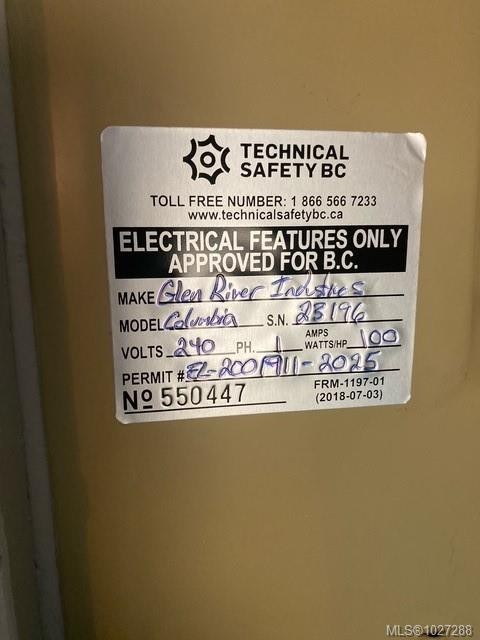 TECHNICAL
SAFETY BC
TOLL FREE NUMBER: 1 866 566 7233
www.technicalsafetybc.ca
ELECTRICAL FEATURES ONLY
APPROVED FOR B.C.
MAKE Glen River Industries
MODEL Columbia S.N. 23196
VOLTS 240 PH. 1 AMPS WATTS/HP 100
PERMIT # EL-2001911-2025
No 550447 FRM-1197-01
(2018-07-03)
MLS®1027288